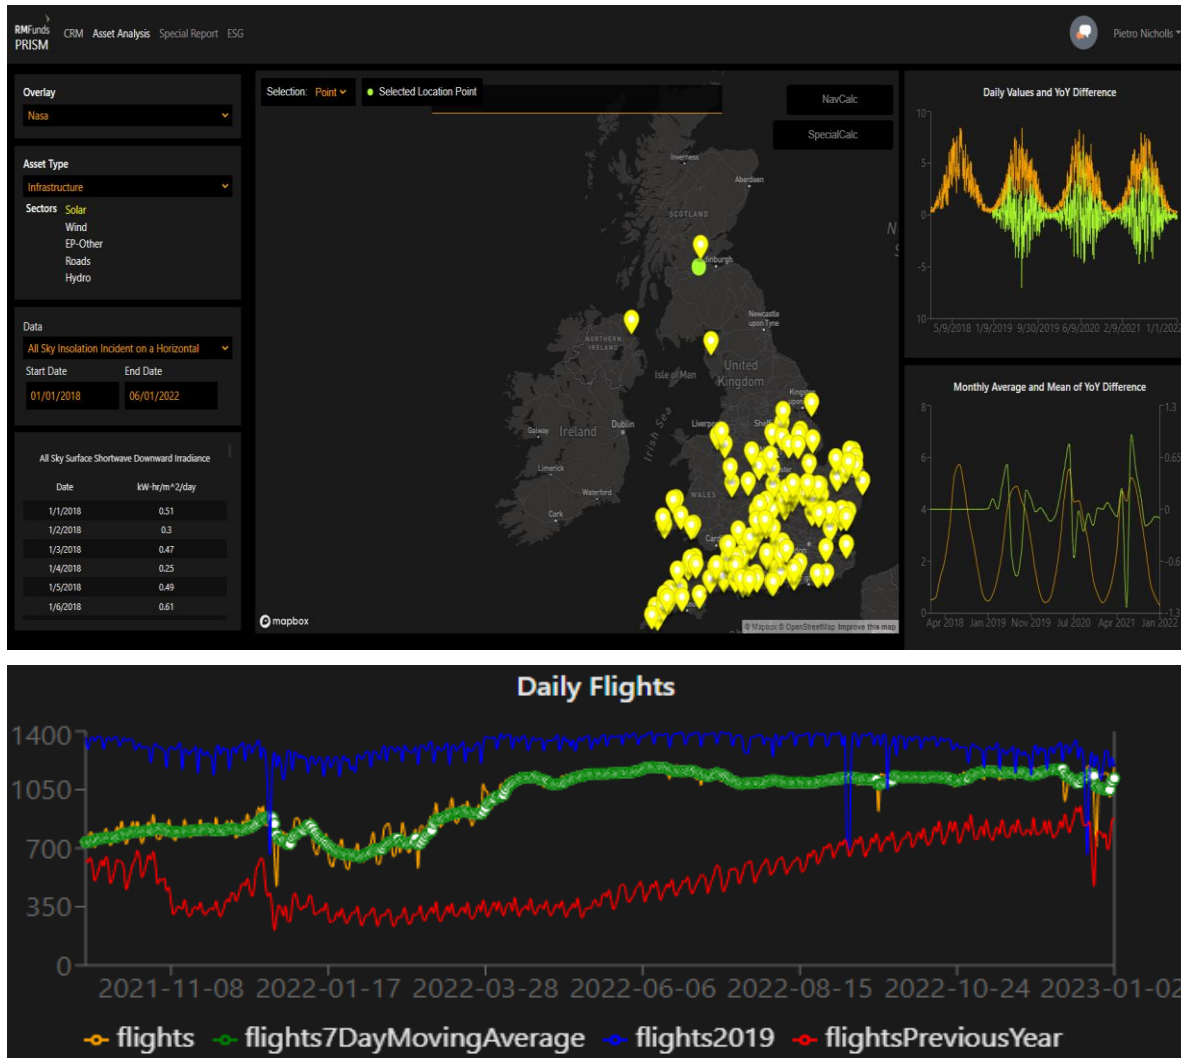 RMFunds
PRISM
CRM Asset Analysis Special Report ESG
Pietro Nicholls
Overlay
Nasa
Asset Type
Infrastructure
Sectors Solar
Wind
EP-Other
Roads
Hydro
Data
All Sky Insolation Incident on a Horizontal
Start Date End Date
01/01/2018 06/01/2022
All Sky Surface Shortwave Downward Irradiance
Date kW-hr/m^2/day
1/1/2018 0.51
1/2/2018 0.3
1/3/2018 0.47
1/4/2018 0.25
1/5/2018 0.49
1/6/2018 0.61
Selection: Point
Selected Location Point
NavCalc
SpecialCalc
Inverness
Aberdeen
SCOTLAND
N
Newcastle
upon Tyne
NORTHERN
IRELAND
Isle of Man
United
Kingdom
Irish Sea
Dublin
Galway
Ireland
Limerick
Waterford
Cork
WALES
mapbox
© Mapbox © OpenStreetMap Improve this map
Daily Values and YoY Difference
10
5
0
-5
10
5/9/2018 1/9/2019 9/30/2019 6/9/2020 2/9/2021 1/1/2022
Monthly Average and Mean of YoY Difference
8
6
4
2
0
1.3
0.65
0
-0.6
-1.3
Apr 2018 Jan 2019 Nov 2019 Jul 2020 Apr 2021 Jan 2022
Daily Flights
1400
1050
700
350
0
2021-11-08 2022-01-17 2022-03-28 2022-06-06 2022-08-15 2022-10-24 2023-01-02
flights flights7DayMovingAverage flights2019 flightsPreviousYear